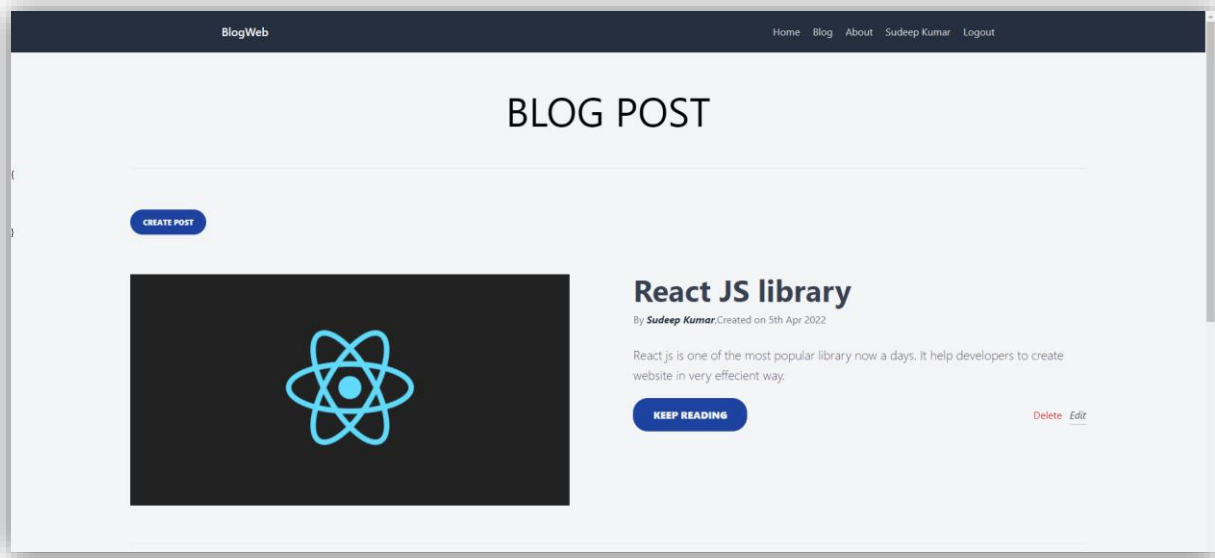 BlogWeb Home Blog About Sudeep Kumar Logout
BLOG POST
{
CREATE POST
}
React JS library
By Sudeep Kumar,Created on 5th Apr 2022
React js is one of the most popular library now a days. It help developers to create
website in very effecient way.
KEEP READING Delete Edit